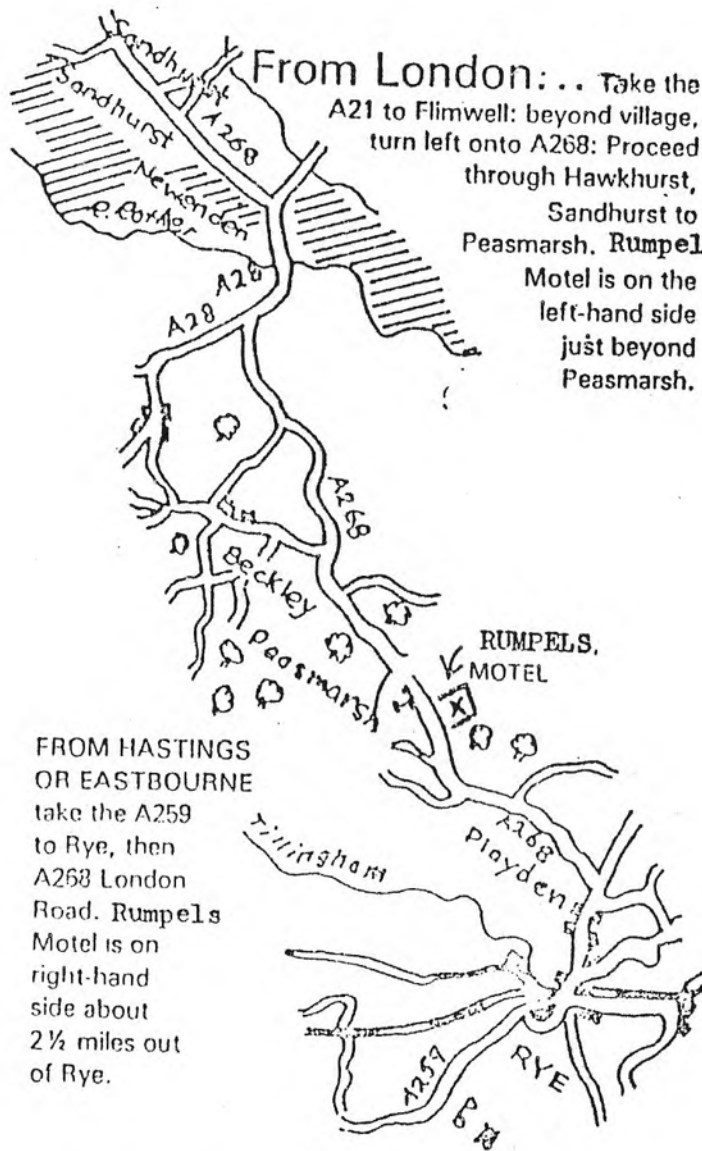 From London:.. Take the
A21 to Flimwell: beyond village,
turn left onto A268: Proceed
through Hawkhurst,
Sandhurst to
Peasmarsh. Rumpel
Motel is on the
left-hand side
just beyond
Peasmarsh.
Sandhurst
A268
Sandhurst
Newenden
A28
A28
A268
Beckley
Peasmarsh
RUMPELS.
MOTEL
X
FROM HASTINGS
OR EASTBOURNE
take the A259
to Rye, then
A268 London
Road. Rumpels
Motel is on
right-hand
side about
2½ miles out
of Rye.
Tillingham
A268
Playden
A259
RYE